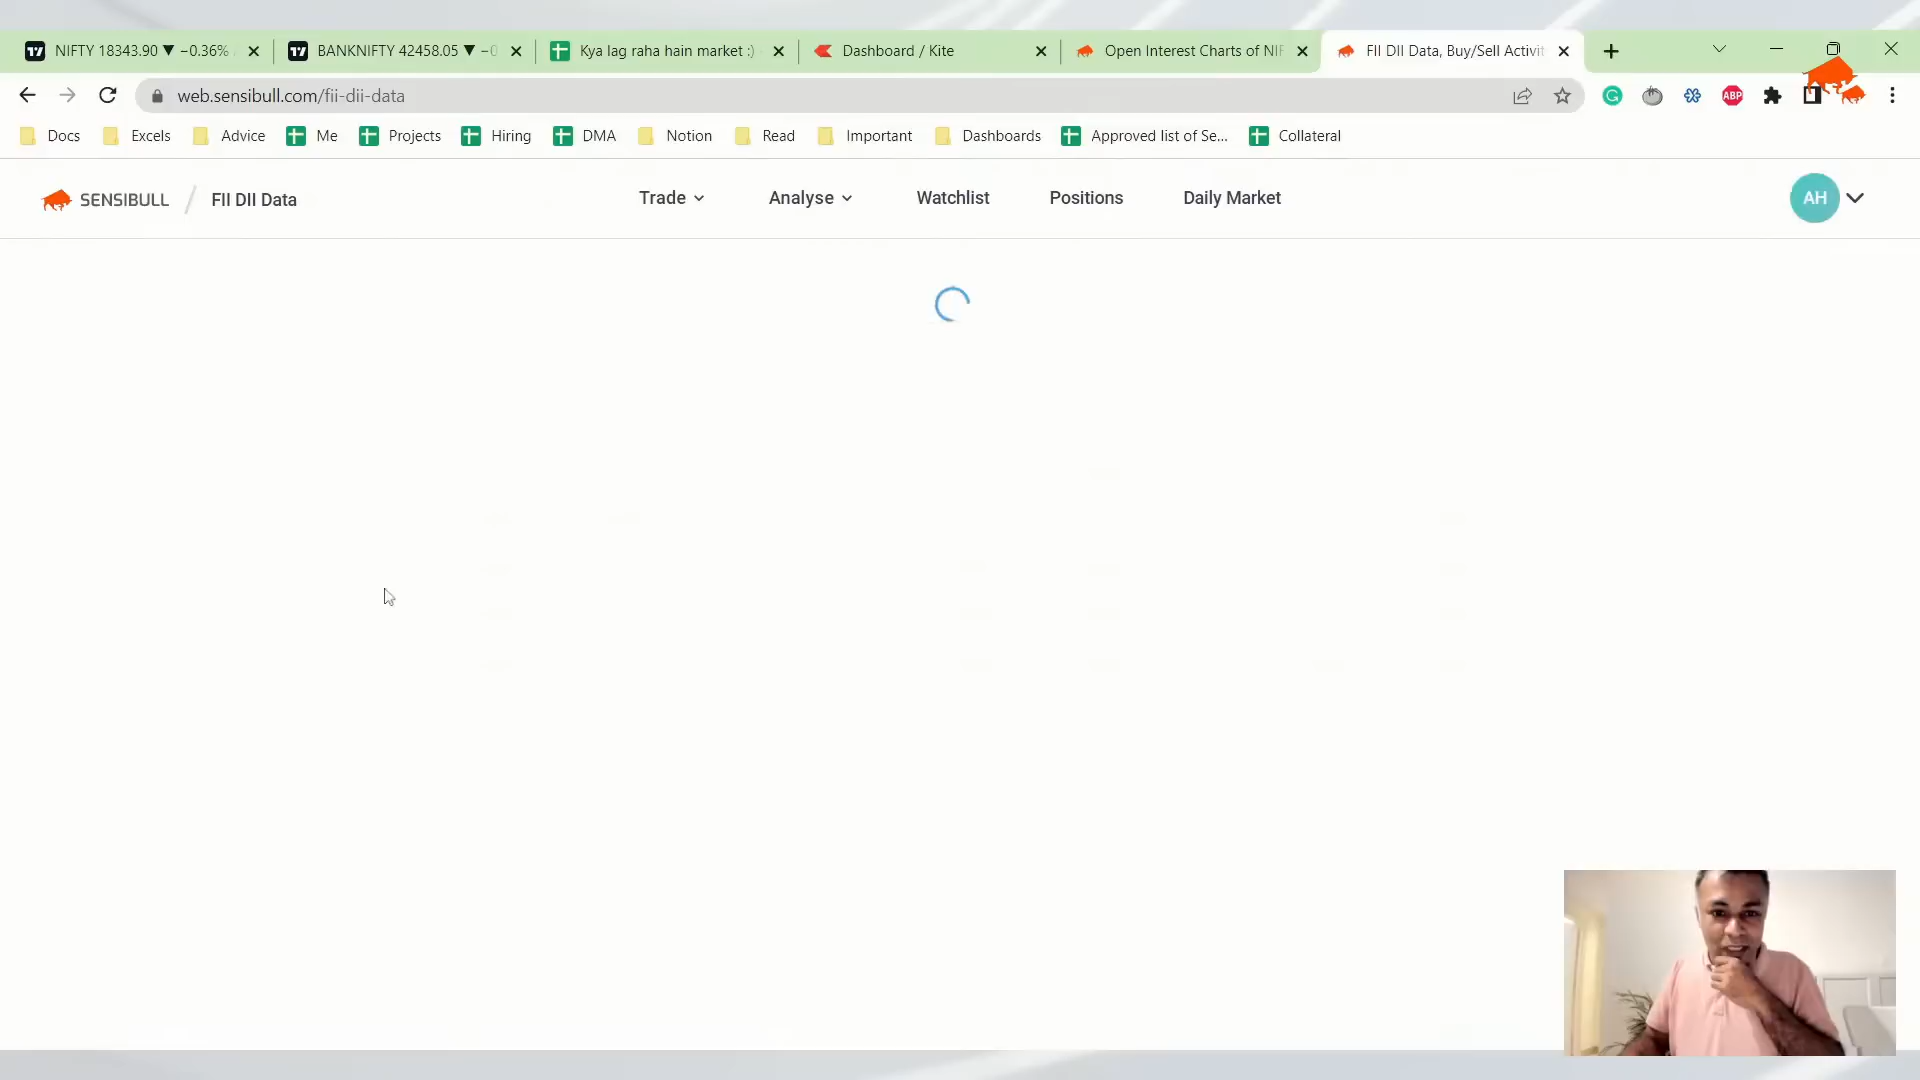 NIFTY 18343.90 ▼ −0.36%
BANKNIFTY 42458.05 ▼ −0
Kya lag raha hain market :)
Dashboard / Kite
Open Interest Charts of NIF
FII DII Data, Buy/Sell Activit
web.sensibull.com/fii-dii-data
ABP
Docs Excels Advice Me Projects Hiring DMA Notion Read Important Dashboards Approved list of Se... Collateral
SENSIBULL / FII DII Data
Trade Analyse Watchlist Positions Daily Market
AH